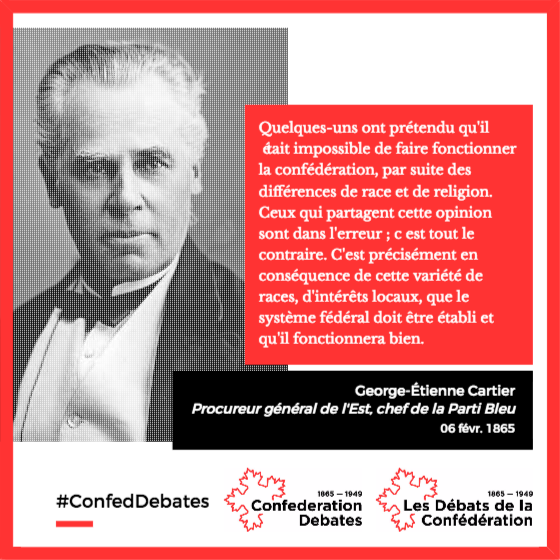 Quelques-uns ont prétendu qu'il
était impossible de faire fonctionner
la confédération, par suite des
différences de race et de religion.
Ceux qui partagent cette opinion
sont dans l'erreur ; c est tout le
contraire. C'est précisément en
conséquence de cette variété de
races, d'intérêts locaux, que le
système fédéral doit être établi et
qu'il fonctionnera bien.
George-Étienne Cartier
Procureur général de l'Est, chef de la Parti Bleu
06 févr. 1865
#ConfedDebates
1865 — 1949
Confederation
Debates
1865 — 1949
Les Débats de la
Confédération